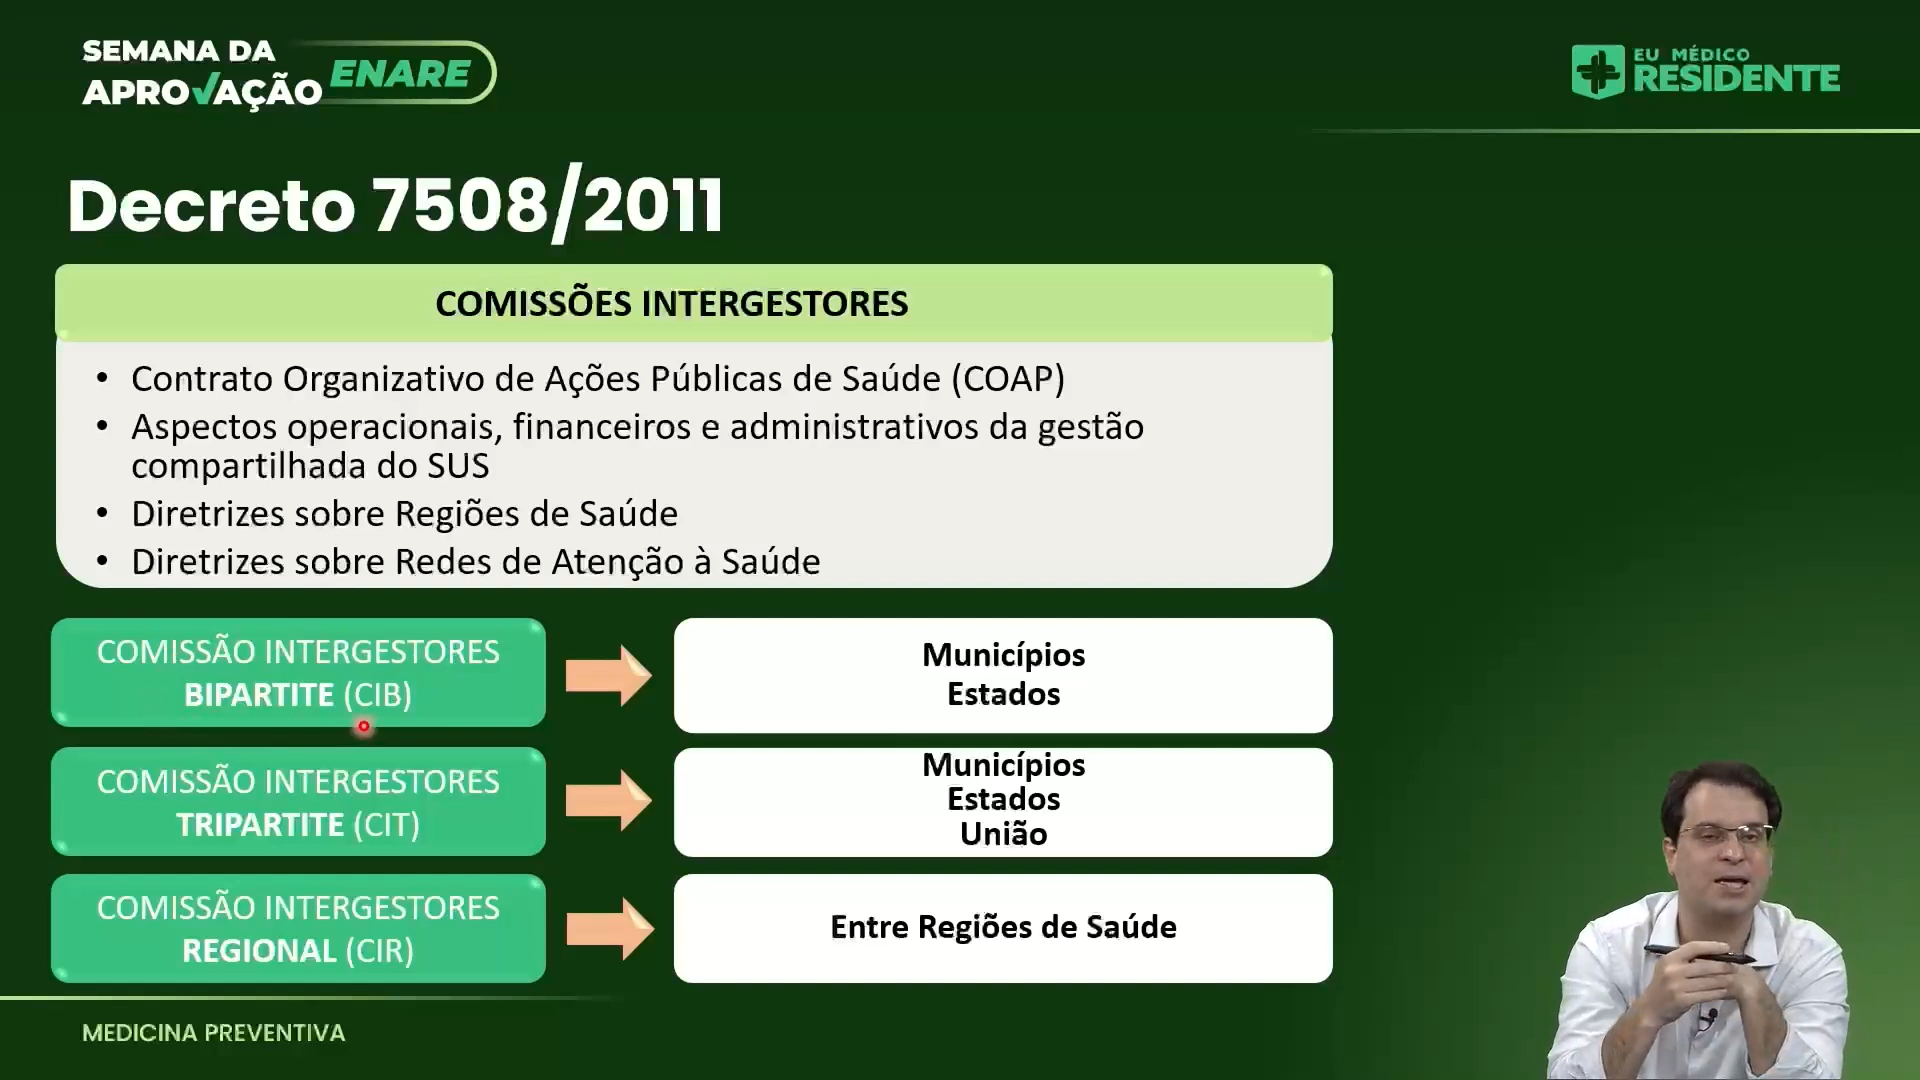 SEMANA DA
APROVAÇÃO ENARE
EU MÉDICO
RESIDENTE
Decreto 7508/2011
COMISSÕES INTERGESTORES
• Contrato Organizativo de Ações Públicas de Saúde (COAP)
• Aspectos operacionais, financeiros e administrativos da gestão
compartilhada do SUS
• Diretrizes sobre Regiões de Saúde
• Diretrizes sobre Redes de Atenção à Saúde
COMISSÃO INTERGESTORES
BIPARTITE (CIB)
Municípios
Estados
COMISSÃO INTERGESTORES
TRIPARTITE (CIT)
Municípios
Estados
União
COMISSÃO INTERGESTORES
REGIONAL (CIR)
Entre Regiões de Saúde
MEDICINA PREVENTIVA